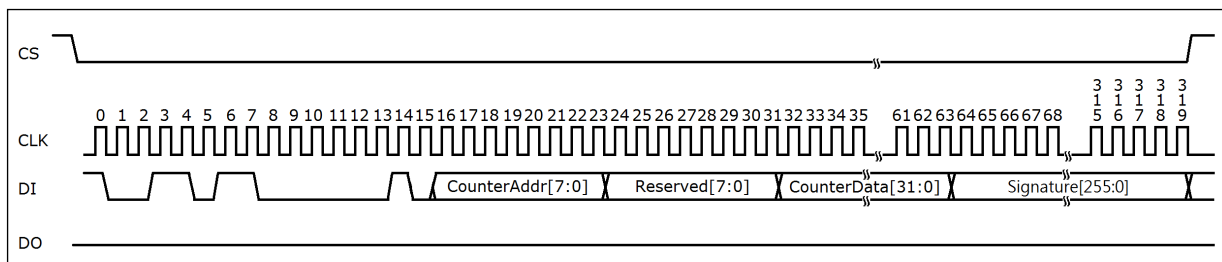 CS
0 1 2 3 4 5 6 7 8 9 10 11 12 13 14 15 16 17 18 19 20 21 22 23 24 25 26 27 28 29 30 31 32 33 34 35 61 62 63 64 65 66 67 68 315 316 317 318 319
CLK
DI CounterAddr[7:0] Reserved[7:0] CounterData[31:0] Signature[255:0]
DO